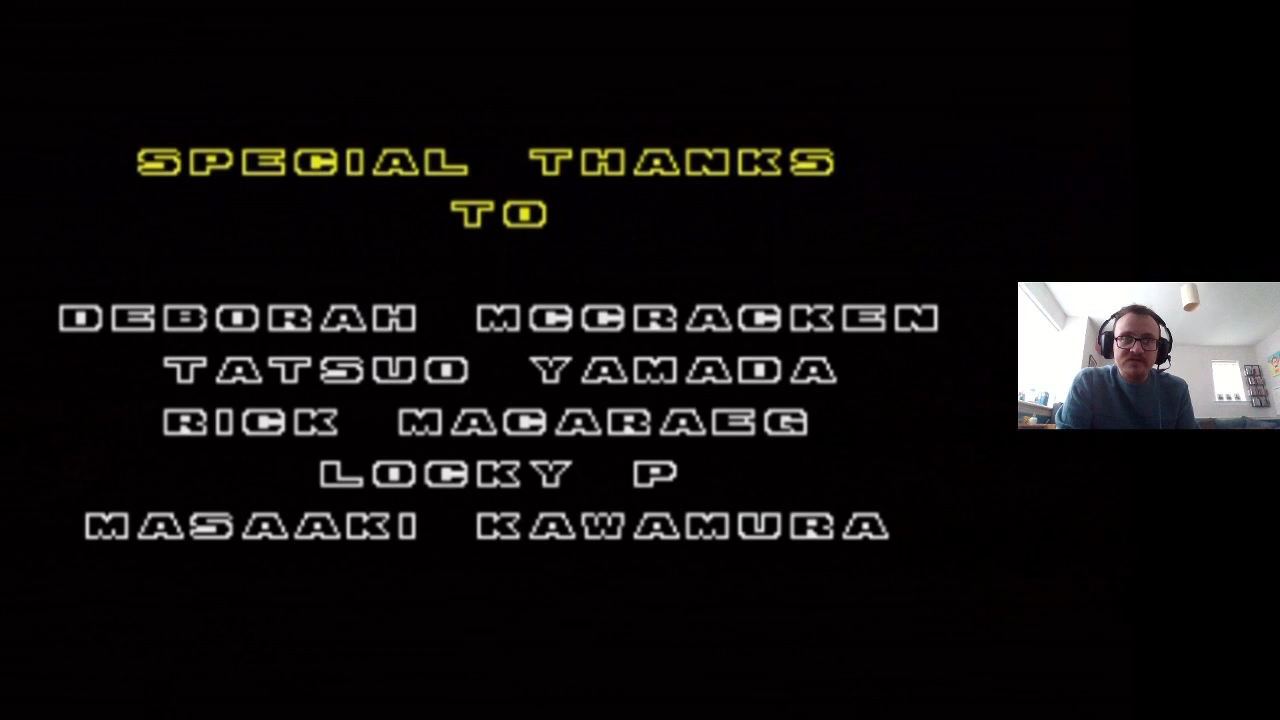 SPECIAL THANKS
TO
DEBORAH MCCRACKEN
TATSUO YAMADA
RICK MACARAEG
LOCKY P
MASAAKI KAWAMURA